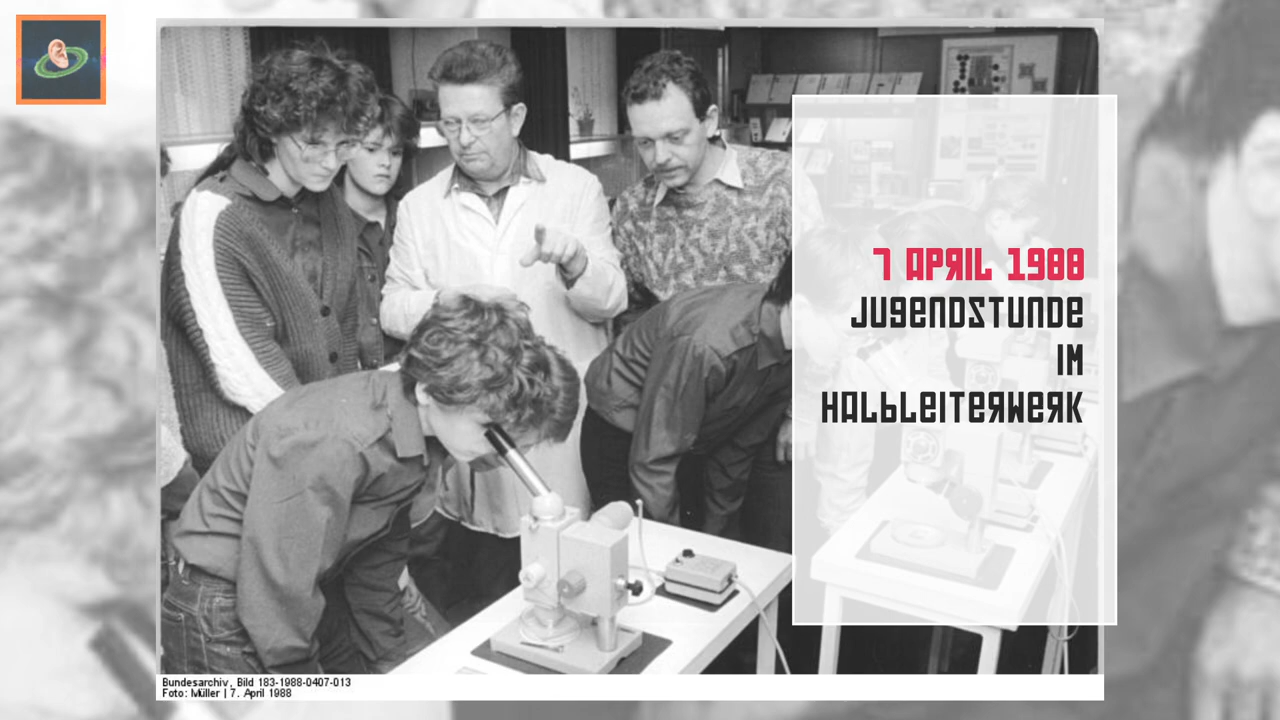 7 APRIL 1988
JUGENDSTUNDE
IM
HALBLEITERWERK
Bundesarchiv, Bild 183-1988-0407-013
Foto: Müller | 7. April 1988